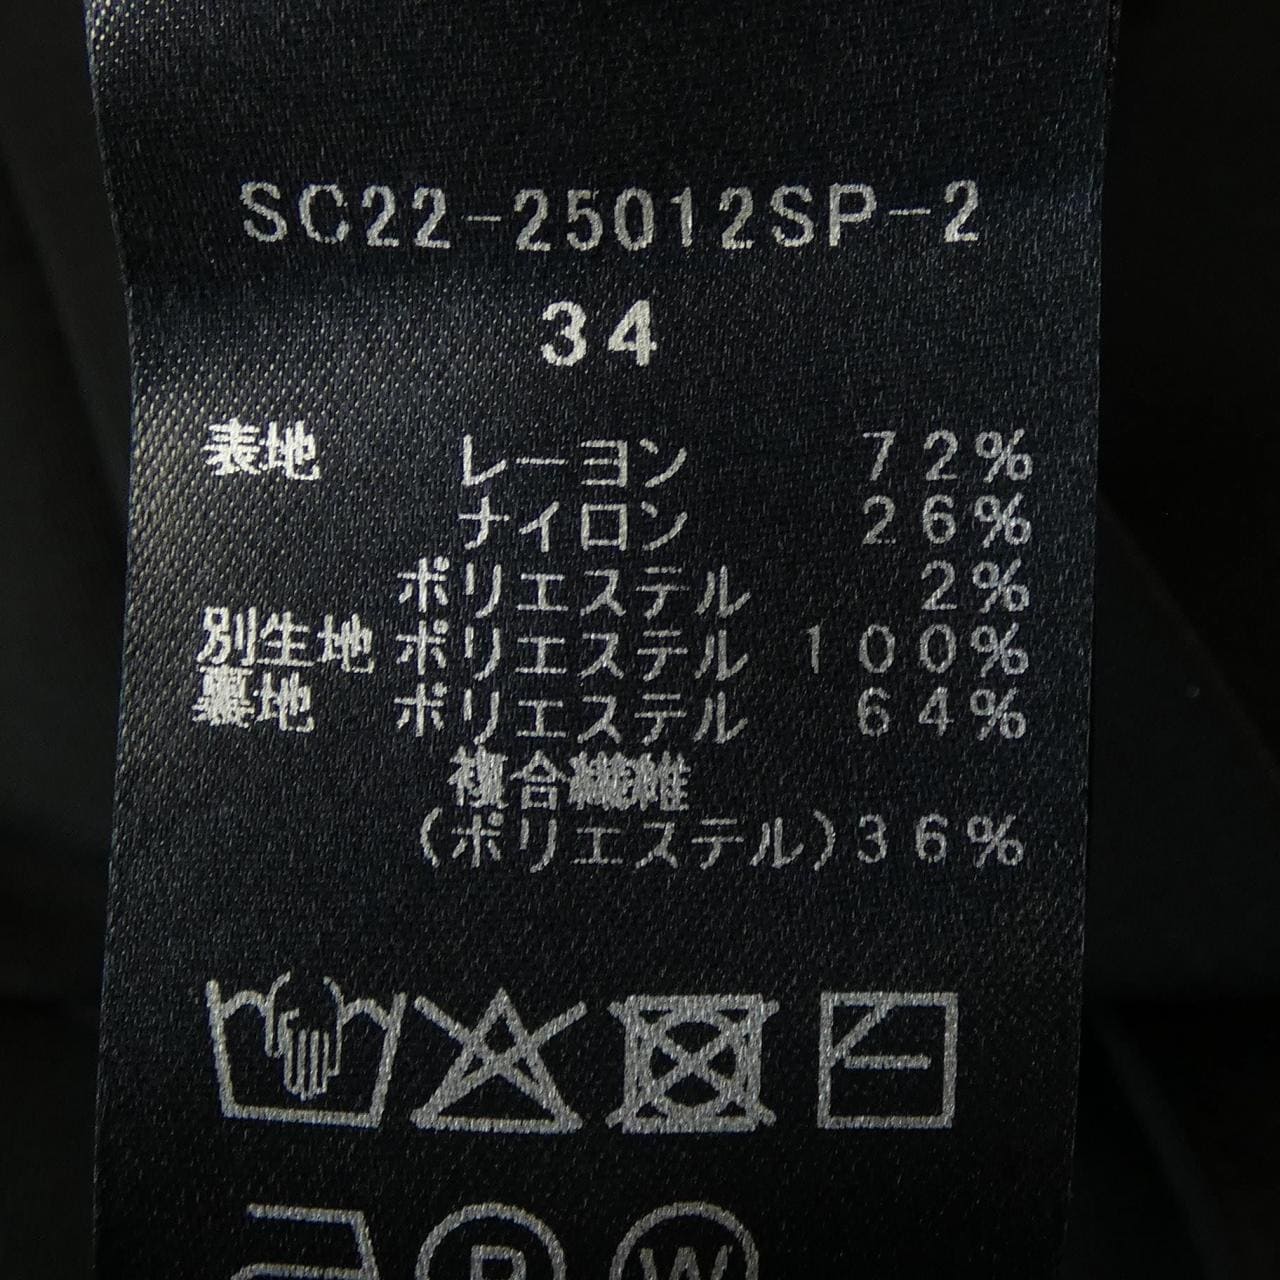 SC22-25012SP-2
34
表地 レーヨン 72%
ナイロン 26%
ポリエステル 2%
別生地 ポリエステル 100%
裏地 ポリエステル 64%
複合繊維
(ポリエステル)36%
P W